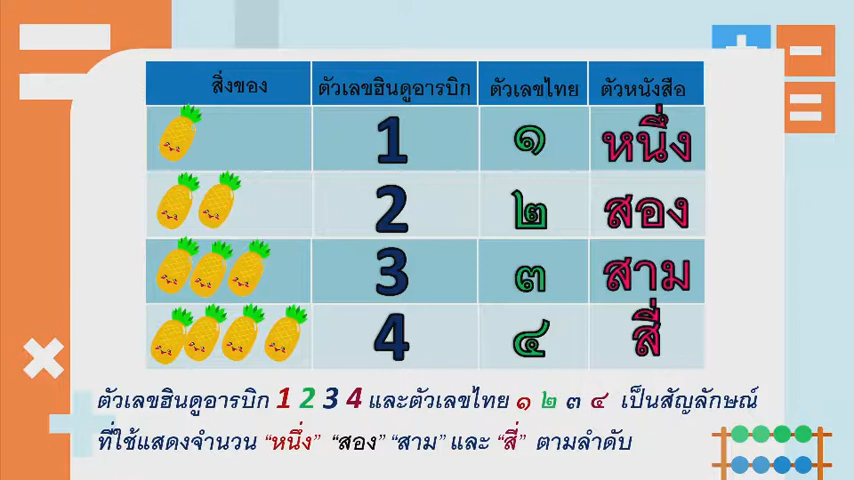 สิ่งของ ตัวเลขฮินดูอารบิก ตัวเลขไทย ตัวหนังสือ
1 ๑ หนึ่ง
2 ๒ สอง
3 ๓ สาม
4 ๔ สี่
ตัวเลขฮินดูอารบิก 1 2 3 4 และตัวเลขไทย ๑ ๒ ๓ ๔ เป็นสัญลักษณ์
ที่ใช้แสดงจำนวน “หนึ่ง” “สอง” “สาม” และ “สี่” ตามลำดับ